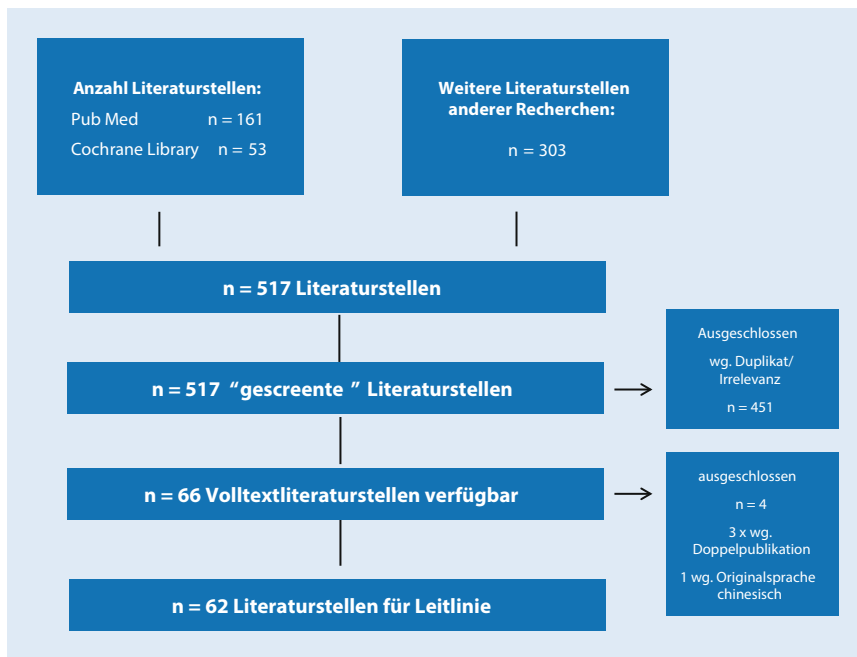 Anzahl Literaturstellen:
Pub Med n = 161
Cochrane Library n = 53
Weitere Literaturstellen
anderer Recherchen:
n = 303
n = 517 Literaturstellen
n = 517 “gescreente ” Literaturstellen
Ausgeschlossen
wg. Duplikat/
Irrelevanz
n = 451
n = 66 Volltextliteraturstellen verfügbar
ausgeschlossen
n = 4
3 x wg.
Doppelpublikation
1 wg. Originalsprache
chinesisch
n = 62 Literaturstellen für Leitlinie